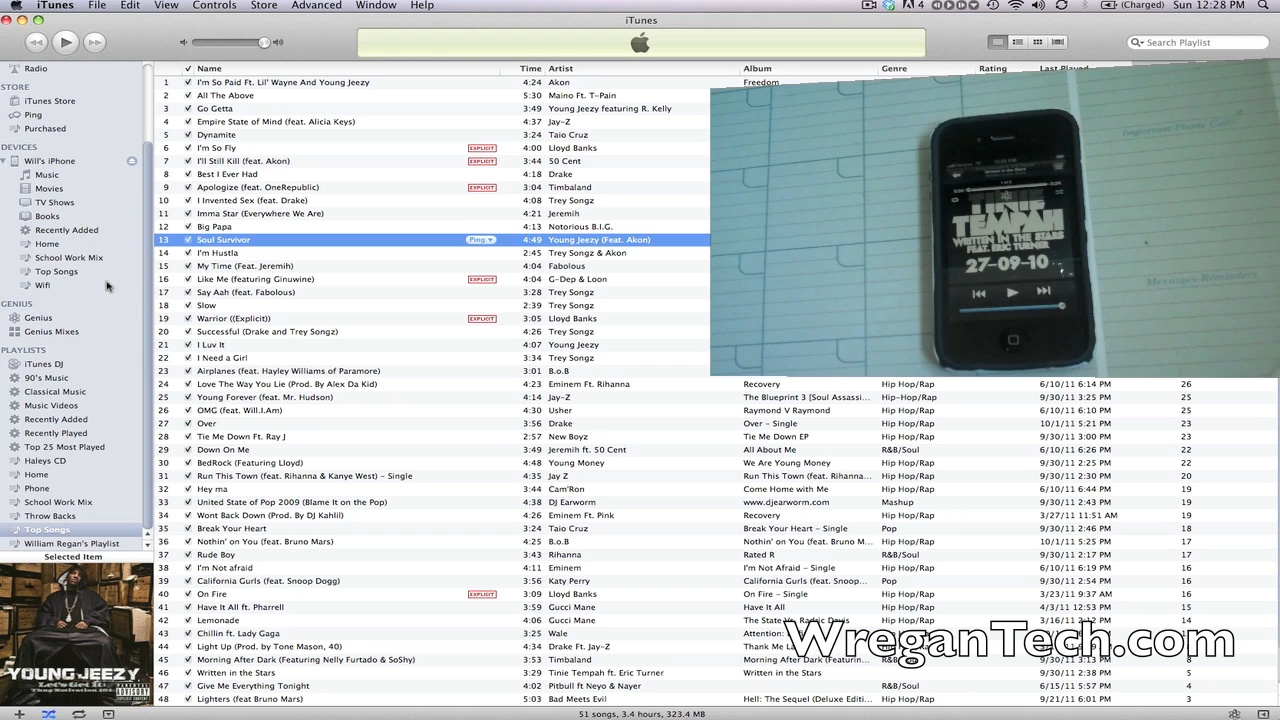 iTunes File Edit View Controls Store Advanced Window Help 4 (Charged) Sun 12:28 PM
iTunes
Search Playlist
Radio
STORE
iTunes Store
Ping
Purchased
DEVICES
Will's iPhone
Music
Movies
TV Shows
Books
Recently Added
Home
School Work Mix
Top Songs
Wifi
GENIUS
Genius
Genius Mixes
PLAYLISTS
iTunes DJ
90's Music
Classical Music
Music Videos
Recently Added
Recently Played
Top 25 Most Played
Haleys CD
Home
Phone
School Work Mix
Throw Backs
Top Songs
William Regan's Playlist
Selected Item
YOUNG JEEZY
Let's Get It:
Thug Motivation 101
PARENTAL
ADVISORY
Name Time Artist Album Genre Rating Last Played
1 I'm So Paid Ft. Lil' Wayne And Young Jeezy 4:24 Akon Freedom
2 All The Above 5:30 Maino Ft. T-Pain
3 Go Getta 3:49 Young Jeezy featuring R. Kelly
4 Empire State of Mind (feat. Alicia Keys) 4:37 Jay-Z
5 Dynamite 3:24 Taio Cruz
6 I'm So Fly EXPLICIT 4:00 Lloyd Banks
7 I'll Still Kill (feat. Akon) EXPLICIT 3:44 50 Cent
8 Best I Ever Had 4:18 Drake
9 Apologize (feat. OneRepublic) EXPLICIT 3:04 Timbaland
10 I Invented Sex (feat. Drake) 4:08 Trey Songz
11 Imma Star (Everywhere We Are) 4:21 Jeremih
12 Big Papa 4:13 Notorious B.I.G.
13 Soul Survivor Ping 4:49 Young Jeezy (Feat. Akon)
14 I'm Hustla 2:45 Trey Songz & Akon
15 My Time (Feat. Jeremih) 4:04 Fabolous
16 Like Me (featuring Ginuwine) EXPLICIT 4:04 G-Dep & Loon
17 Say Aah (feat. Fabolous) 3:28 Trey Songz
18 Slow 2:39 Trey Songz
19 Warrior ((Explicit)) EXPLICIT 3:05 Lloyd Banks
20 Successful (Drake and Trey Songz) 4:26 Trey Songz
21 I Luv It 4:07 Young Jeezy
22 I Need a Girl 3:34 Trey Songz
23 Airplanes (feat. Hayley Williams of Paramore) 3:01 B.o.B
24 Love The Way You Lie (Prod. By Alex Da Kid) 4:23 Eminem Ft. Rihanna Recovery Hip Hop/Rap 6/10/11 6:14 PM 26
25 Young Forever (feat. Mr. Hudson) 4:14 Jay-Z The Blueprint 3 [Soul Assassi... Hip-Hop/Rap 9/30/11 3:25 PM 25
26 OMG (feat. Will.I.Am) 4:30 Usher Raymond V Raymond Hip Hop/Rap 6/10/11 6:10 PM 25
27 Over 3:56 Drake Over - Single Hip Hop/Rap 10/1/11 5:21 PM 23
28 Tie Me Down Ft. Ray J 2:57 New Boyz Tie Me Down EP Hip Hop/Rap 9/30/11 3:00 PM 23
29 Down On Me 3:49 Jeremih ft. 50 Cent All About Me R&B/Soul 6/10/11 6:26 PM 22
30 BedRock (Featuring Lloyd) 4:48 Young Money We Are Young Money Hip Hop/Rap 9/30/11 2:25 PM 22
31 Run This Town (feat. Rihanna & Kanye West) - Single 4:35 Jay Z Run This Town (feat. Rihanna... Hip Hop/Rap 9/30/11 2:30 PM 20
32 Hey ma 3:44 Cam'Ron Come Home with Me Hip Hop/Rap 6/10/11 6:44 PM 19
33 United State of Pop 2009 (Blame It on the Pop) 4:38 DJ Earworm www.djearworm.com Mashup 9/30/11 2:43 PM 19
34 Wont Back Down (Prod. By DJ Kahlil) 4:26 Eminem Ft. Pink Recovery Hip Hop/Rap 3/27/11 11:51 AM 19
35 Break Your Heart 3:24 Taio Cruz Break Your Heart - Single Pop 9/30/11 2:46 PM 18
36 Nothin' on You (feat. Bruno Mars) 4:25 B.o.B Nothin' on You (feat. Bruno M... Hip Hop/Rap 10/1/11 5:25 PM 17
37 Rude Boy 3:43 Rihanna Rated R R&B/Soul 9/30/11 2:17 PM 17
38 I'm Not afraid 4:11 Eminem I'm Not Afraid - Single Hip Hop/Rap 6/10/11 6:19 PM 16
39 California Gurls (feat. Snoop Dogg) 3:56 Katy Perry California Gurls (feat. Snoop... Pop 9/30/11 2:54 PM 16
40 On Fire EXPLICIT 3:09 Lloyd Banks On Fire - Single Hip Hop/Rap 3/23/11 9:37 AM 16
41 Have It All ft. Pharrell 3:59 Gucci Mane Have It All Hip Hop/Rap 4/3/11 12:53 PM 15
42 Lemonade 4:06 Gucci Mane The State vs. Radric Davis Hip Hop/Rap 3/16/11 2:12 PM 14
43 Chillin ft. Lady Gaga 3:25 Wale Attention:
44 Light Up (Prod. by Tone Mason, 40) 4:34 Drake Ft. Jay-Z Thank Me
45 Morning After Dark (Featuring Nelly Furtado & SoShy) 3:53 Timbaland Morning After Dark (Featurin... Hip Hop/Rap 9/30/11 3:13 PM 8
46 Written in the Stars 3:29 Tinie Tempah ft. Eric Turner Written in the Stars 9/30/11 2:38 PM 5
47 Give Me Everything Tonight 4:02 Pitbull ft Neyo & Nayer R&B/Soul 6/15/11 5:57 PM 4
48 Lighters (feat Bruno Mars) 5:03 Bad Meets Evil Hell: The Sequel (Deluxe Editi... Hip Hop/Rap 9/21/11 6:01 PM 3
51 songs, 3.4 hours, 323.4 MB
TINIE
TEMPAH
WRITTEN IN THE STARS
FEAT. ERIC TURNER
27-09-10
Important Phone Calls
Messages-Reminders
WreganTech.com